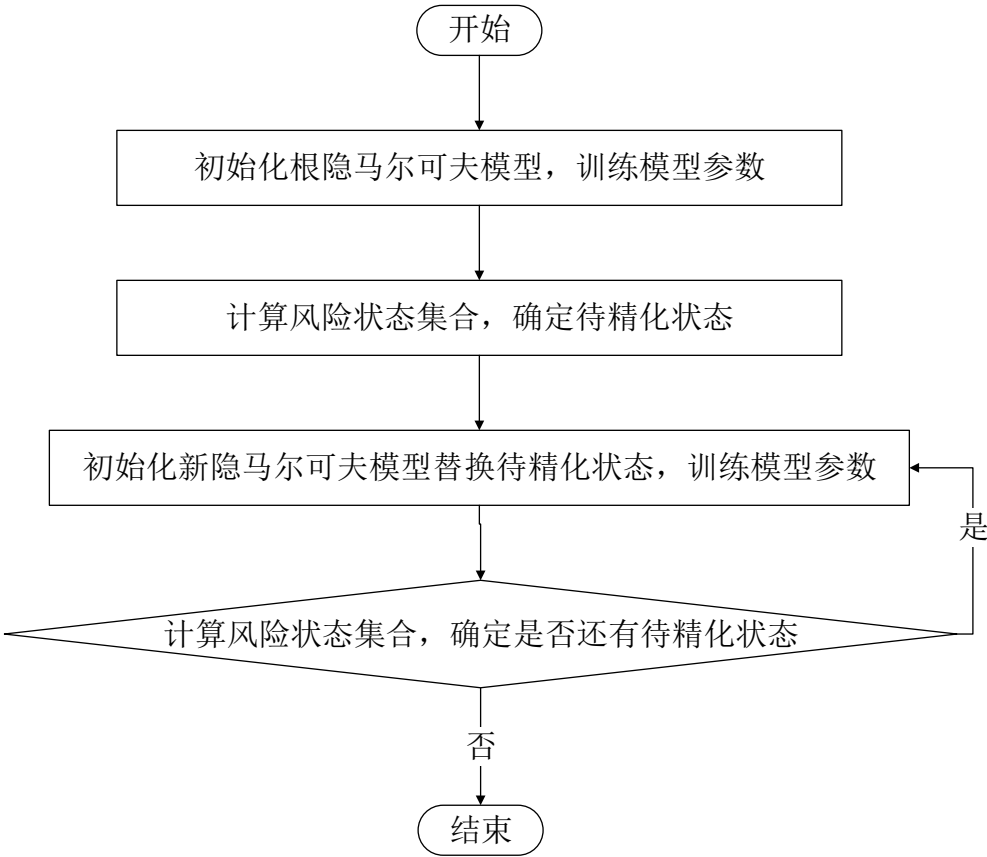 开始
初始化根隐马尔可夫模型，训练模型参数
计算风险状态集合，确定待精化状态
初始化新隐马尔可夫模型替换待精化状态，训练模型参数
是
计算风险状态集合，确定是否还有待精化状态
否
结束